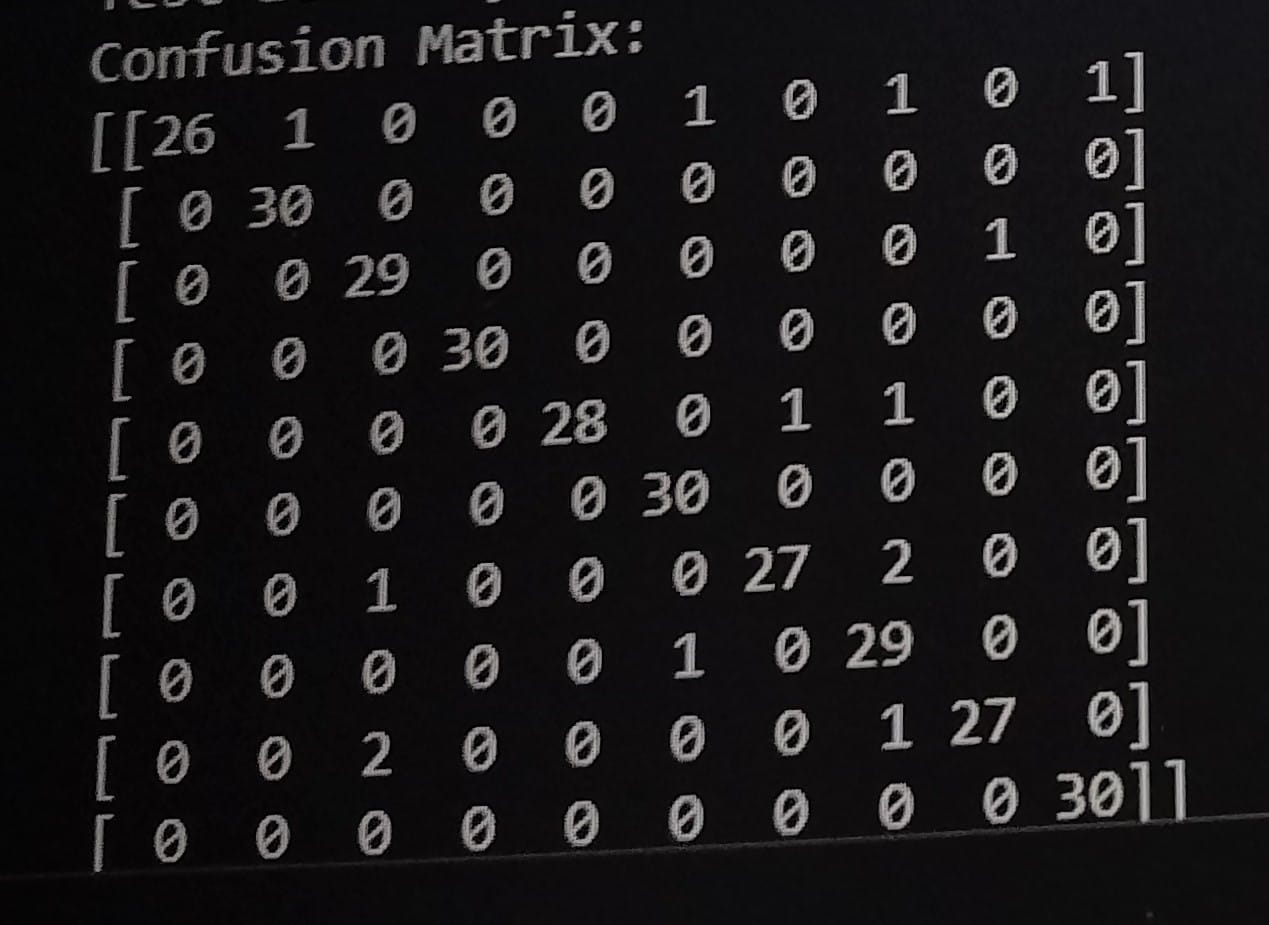 Confusion Matrix:
[[26 1 0 0 0 1 0 1 0 1]
[ 0 30 0 0 0 0 0 0 0 0]
[ 0 0 29 0 0 0 0 0 1 0]
[ 0 0 0 30 0 0 0 0 0 0]
[ 0 0 0 0 28 0 1 1 0 0]
[ 0 0 0 0 0 30 0 0 0 0]
[ 0 0 1 0 0 0 27 2 0 0]
[ 0 0 0 0 0 1 0 29 0 0]
[ 0 0 2 0 0 0 0 1 27 0]
[ 0 0 0 0 0 0 0 0 0 30]]